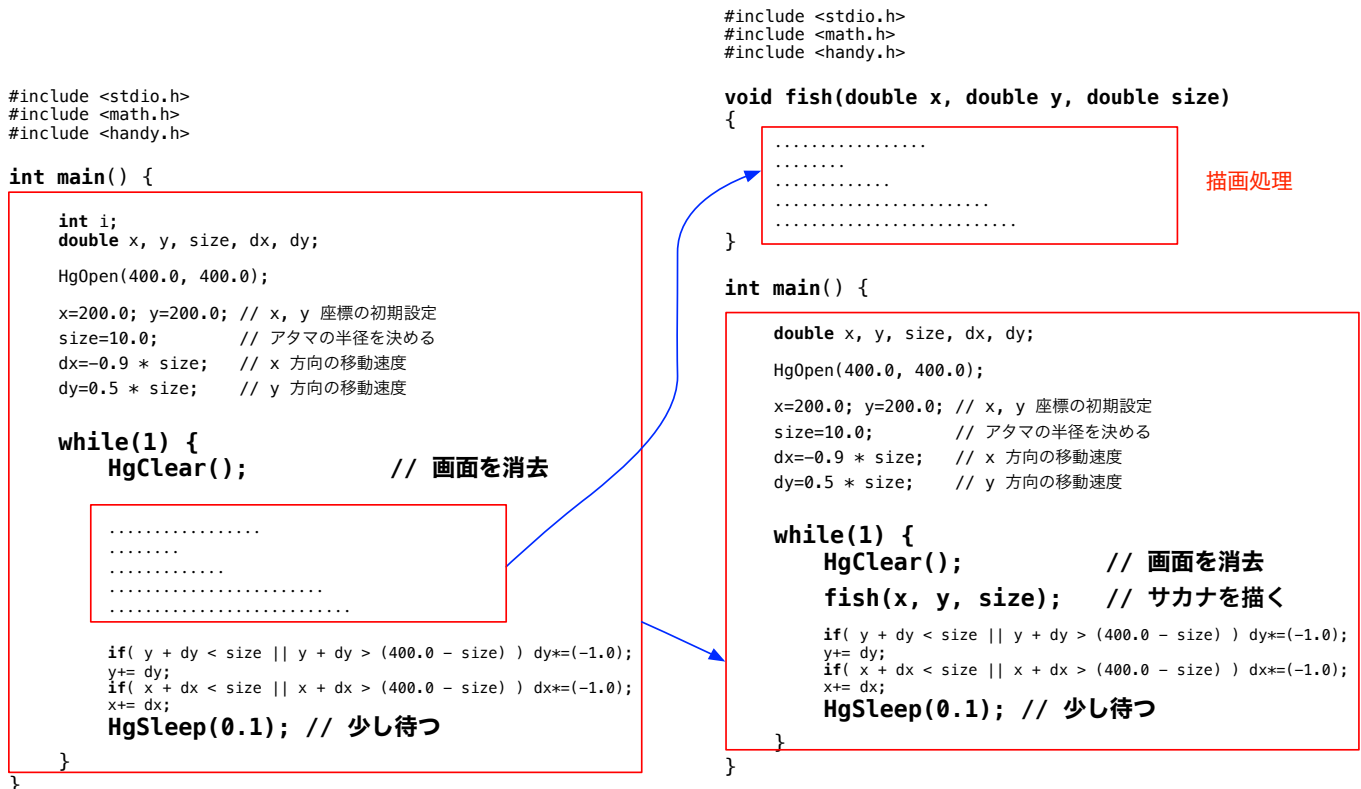 #include <stdio.h>
#include <math.h>
#include <handy.h>
int main() {
int i;
double x, y, size, dx, dy;
HgOpen(400.0, 400.0);
x=200.0; y=200.0; // x, y 座標の初期設定
size=10.0; // アタマの半径を決める
dx=−0.9 * size; // x 方向の移動速度
dy=0.5 * size; // y 方向の移動速度
while(1) {
HgClear(); // 画面を消去
.................
........
.............
........................
...........................
if( y + dy < size || y + dy > (400.0 − size) ) dy*=(−1.0);
y+= dy;
if( x + dx < size || x + dx > (400.0 − size) ) dx*=(−1.0);
x+= dx;
HgSleep(0.1); // 少し待つ
}
}
#include <stdio.h>
#include <math.h>
#include <handy.h>
void fish(double x, double y, double size)
{
.................
........
.............
........................
...........................
}
描画処理
int main() {
double x, y, size, dx, dy;
HgOpen(400.0, 400.0);
x=200.0; y=200.0; // x, y 座標の初期設定
size=10.0; // アタマの半径を決める
dx=−0.9 * size; // x 方向の移動速度
dy=0.5 * size; // y 方向の移動速度
while(1) {
HgClear(); // 画面を消去
fish(x, y, size); // サカナを描く
if( y + dy < size || y + dy > (400.0 − size) ) dy*=(−1.0);
y+= dy;
if( x + dx < size || x + dx > (400.0 − size) ) dx*=(−1.0);
x+= dx;
HgSleep(0.1); // 少し待つ
}
}